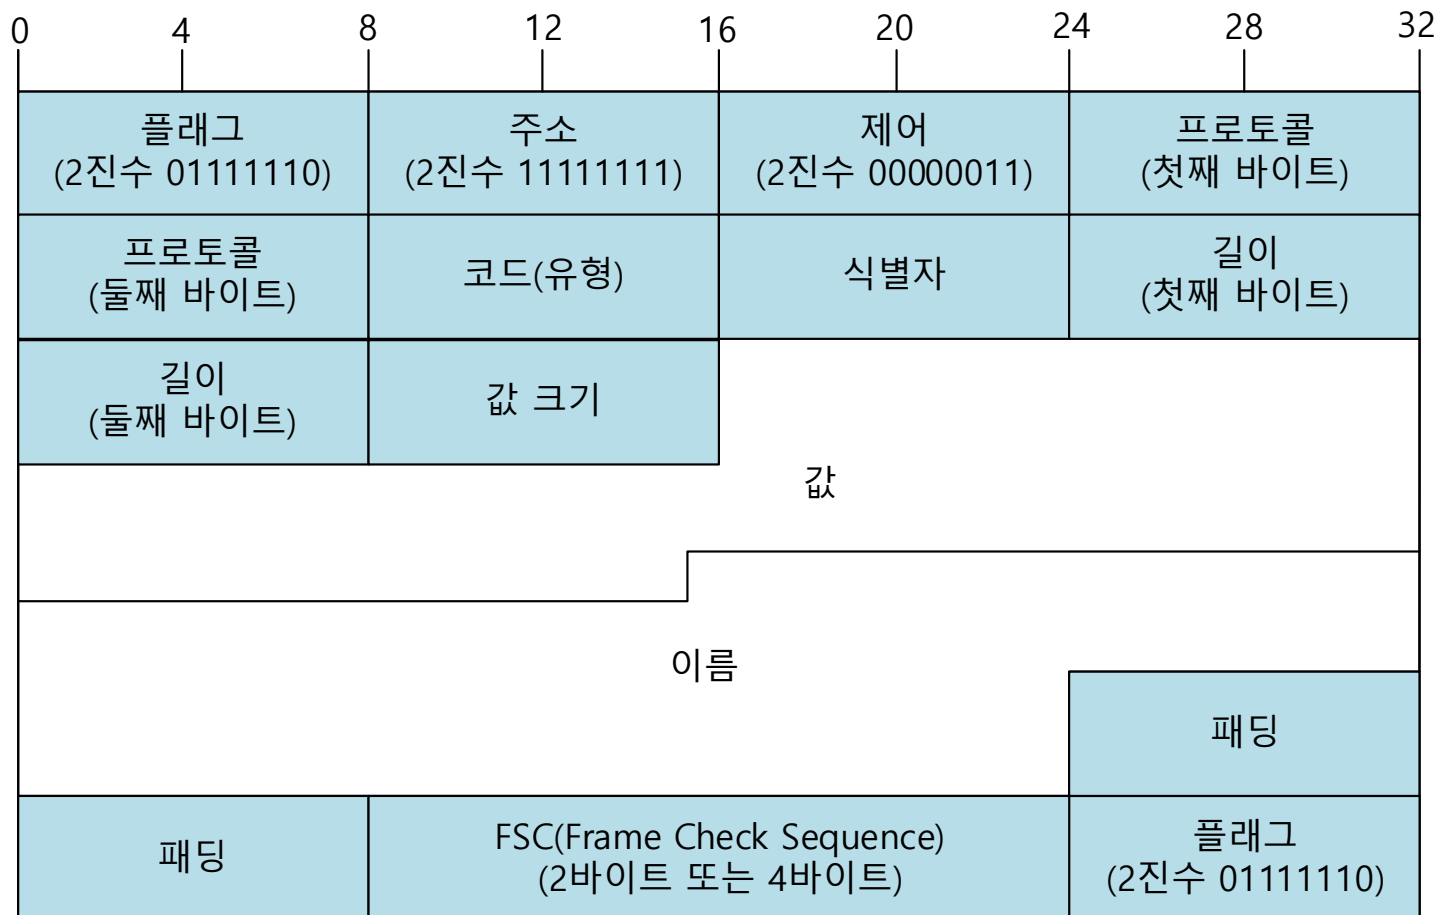 0 4 8 12 16 20 24 28 32
플래그
(2진수 01111110)
주소
(2진수 11111111)
제어
(2진수 00000011)
프로토콜
(첫째 바이트)
프로토콜
(둘째 바이트)
코드(유형)
식별자
길이
(첫째 바이트)
길이
(둘째 바이트)
값 크기
값
이름
패딩
패딩
FSC(Frame Check Sequence)
(2바이트 또는 4바이트)
플래그
(2진수 01111110)